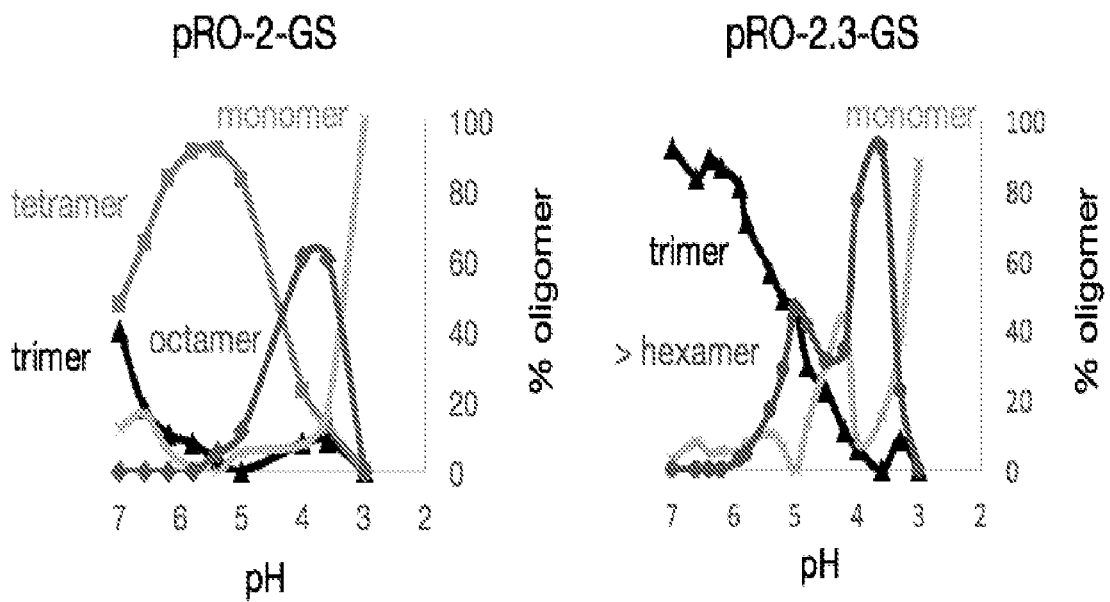 pRO-2-GS
monomer
tetramer
trimer
octamer
100
80
60
40
20
0
% oligomer
7 6 5 4 3 2
pH
pRO-2.3-GS
monomer
trimer
> hexamer
100
80
60
40
20
0
% oligomer
7 6 5 4 3 2
pH